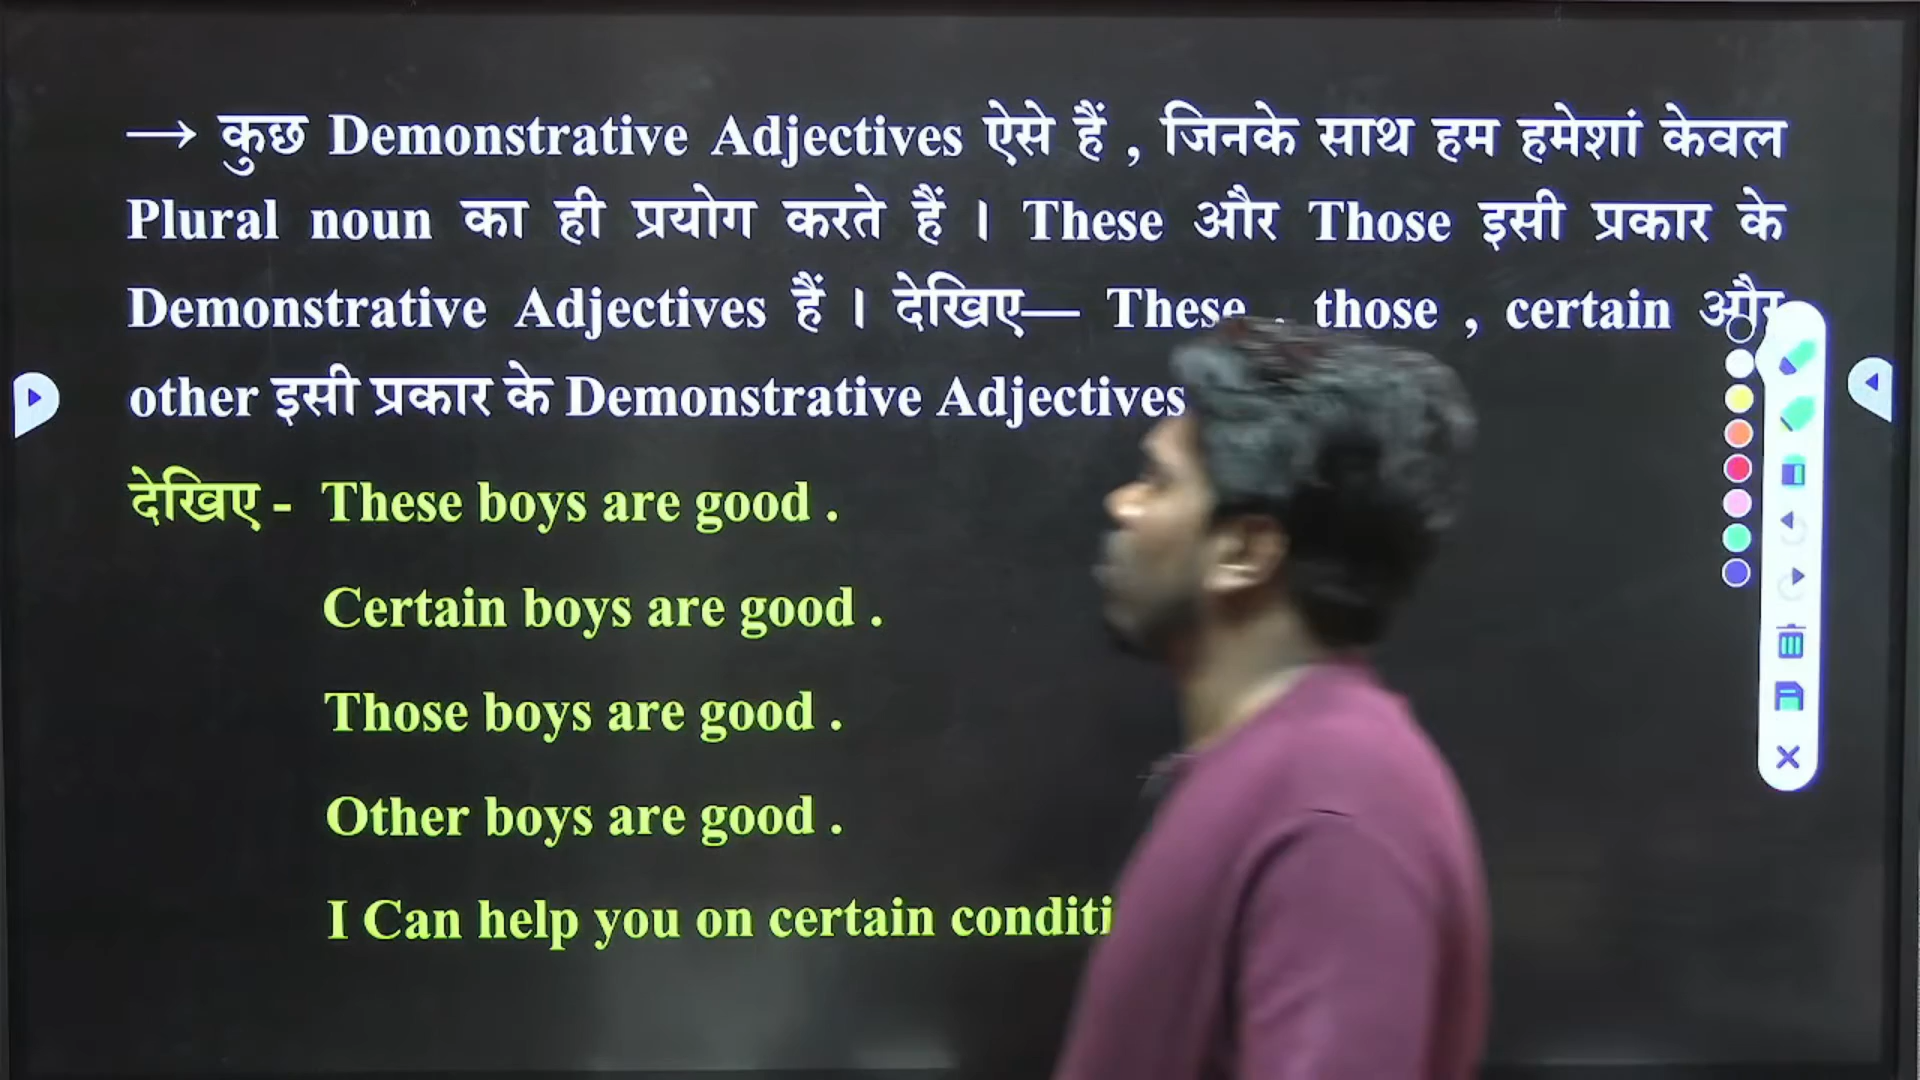 → कुछ Demonstrative Adjectives ऐसे हैं , जिनके साथ हम हमेशां केवल
Plural noun का ही प्रयोग करते हैं । These और Those इसी प्रकार के
Demonstrative Adjectives हैं । देखिए— These , those , certain और
other इसी प्रकार के Demonstrative Adjectives
देखिए - These boys are good .
Certain boys are good .
Those boys are good .
Other boys are good .
I Can help you on certain